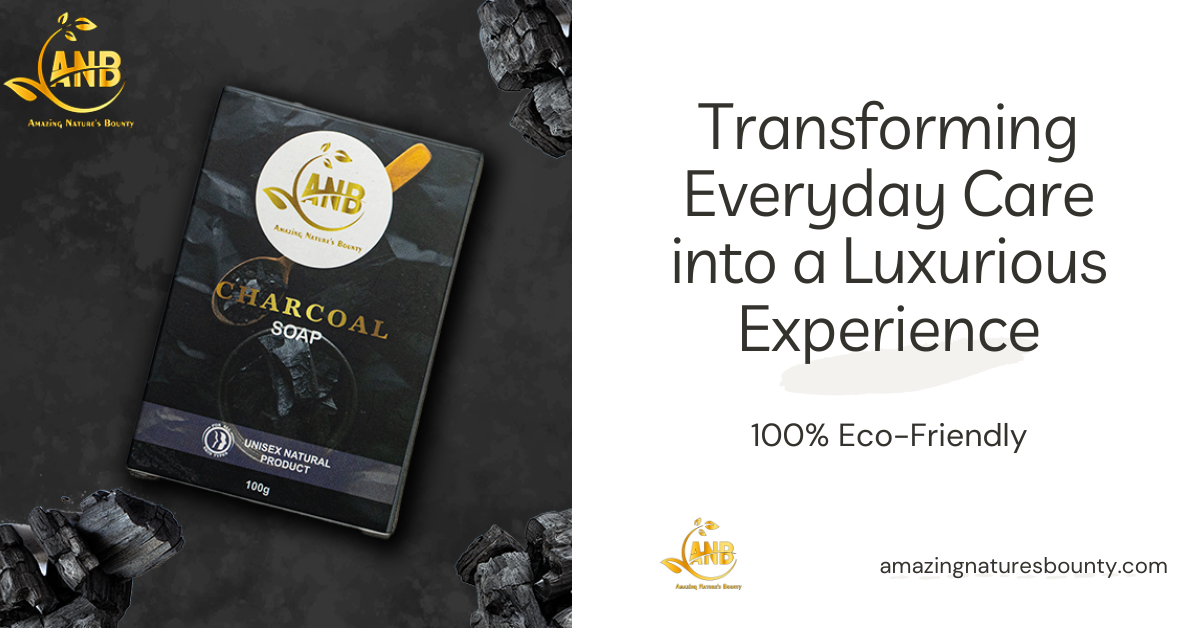 ANB
Amazing Nature's Bounty
ANB
Amazing Nature's Bounty
CHARCOAL
SOAP
UNISEX NATURAL
PRODUCT
100g
Transforming
Everyday Care
into a Luxurious
Experience
100% Eco-Friendly
ANB
Amazing Nature's Bounty
amazingnaturesbounty.com